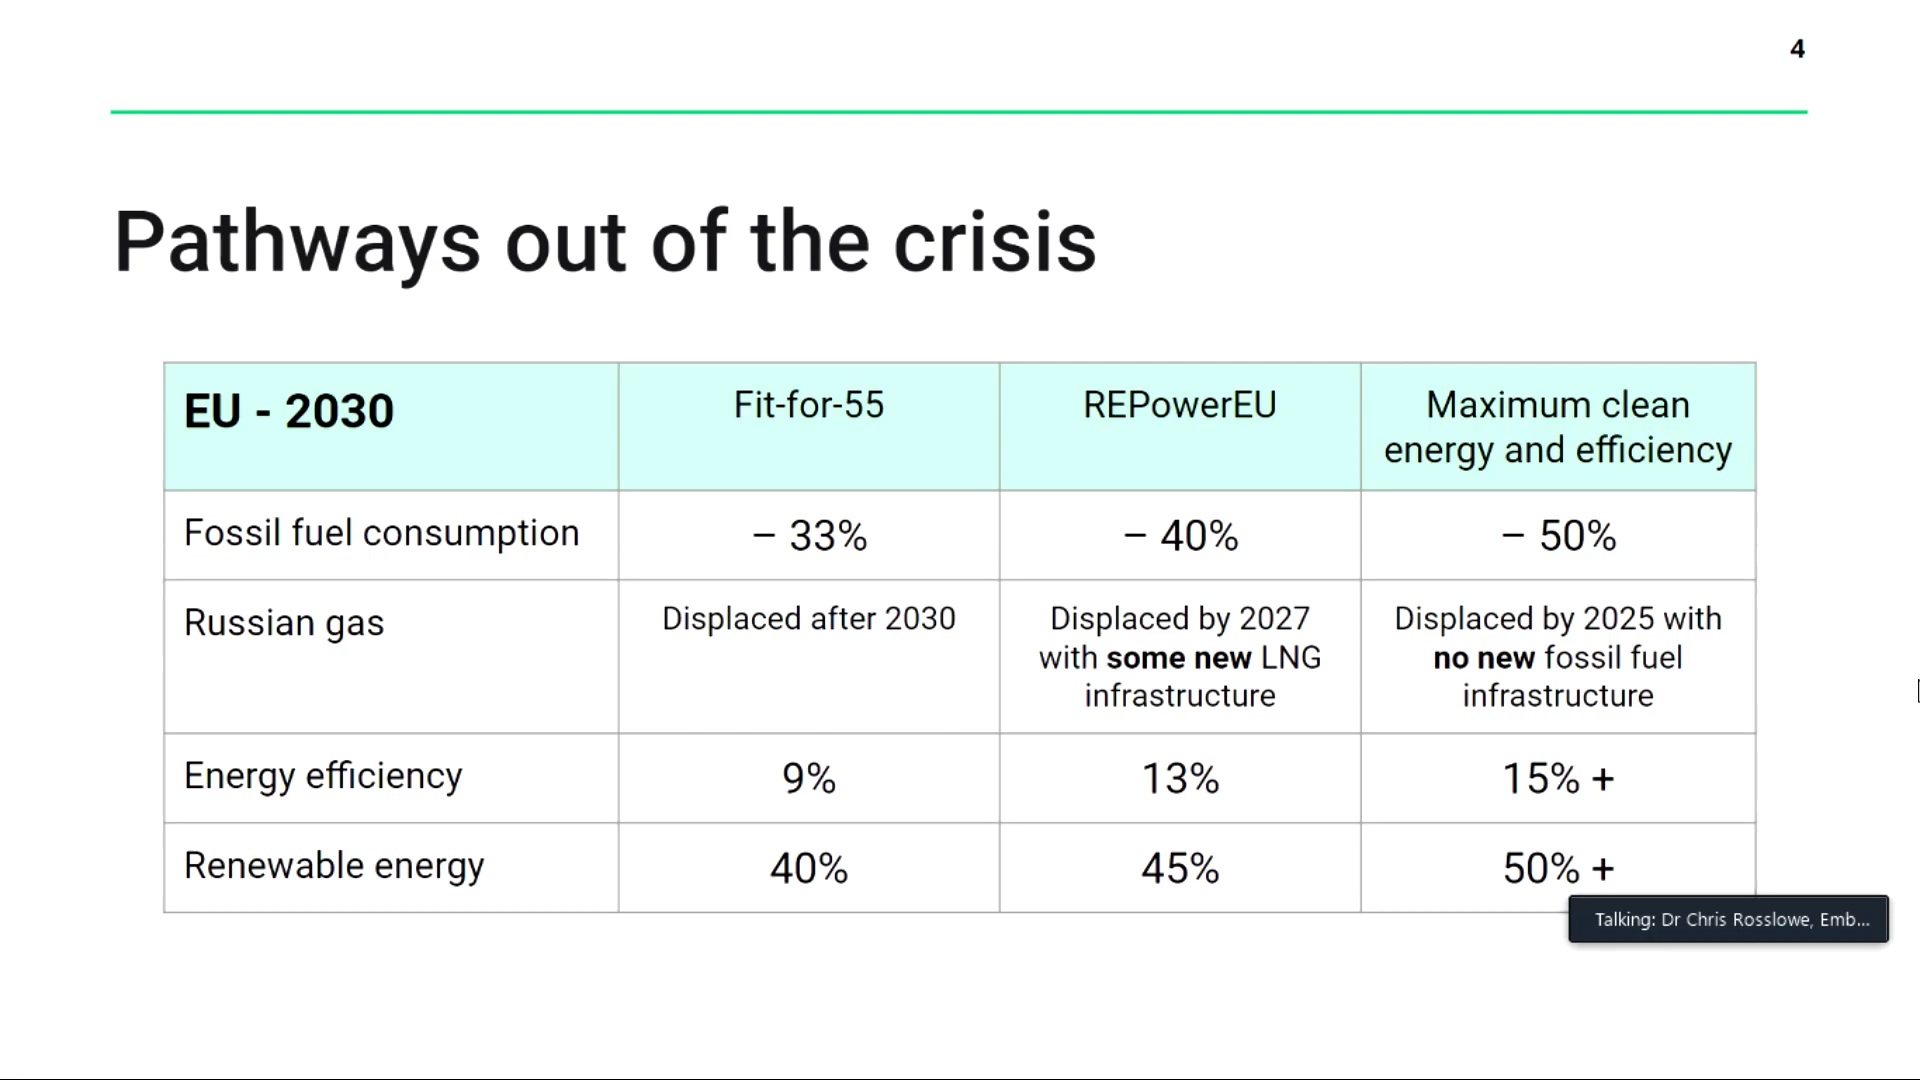 4
Pathways out of the crisis
EU - 2030
Fit-for-55
REPowerEU
Maximum clean
energy and efficiency
Fossil fuel consumption
– 33%
– 40%
– 50%
Russian gas
Displaced after 2030
Displaced by 2027
with some new LNG
infrastructure
Displaced by 2025 with
no new fossil fuel
infrastructure
Energy efficiency
9%
13%
15% +
Renewable energy
40%
45%
50% +
Talking: Dr Chris Rosslowe, Emb...